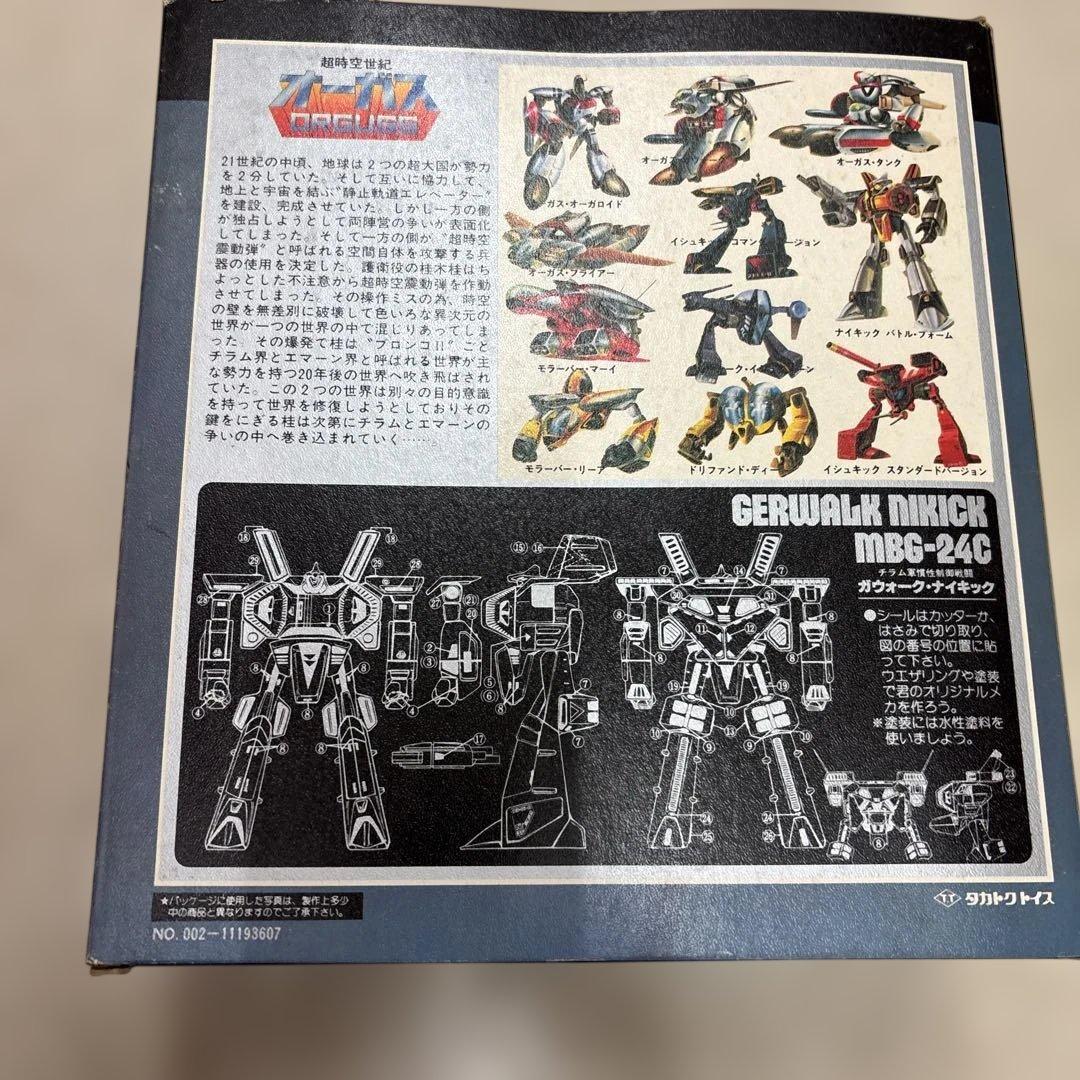 超時空世紀
オーガス
ORGUSS
21世紀の中頃、地球は2つの超大国が勢力
を2分していた。そして互いに協力して、
地上と宇宙を結ぶ"静止軌道エレベーター"
を建設、完成させていた。しかし一方の側
が独占しようとして両陣営の争いが表面化
してしまった。そして一方の側が"超時空
震動弾"と呼ばれる空間自体を攻撃する兵
器の使用を決定した。護衛役の桂木桂はち
ょっとした不注意から超時空震動弾を作動
させてしまった。その操作ミスの為、時空
の壁を無差別に破壊して色いろな異次元の
世界が一つの世界の中で混じりあってしま
った。その爆発で桂は"ブロンコII"ごと
チラム界とエマーン界と呼ばれる世界が主
な勢力を持つ20年後の世界へ吹き飛ばされ
ていた。この2つの世界は別々の目的意識
を持って世界を修復しようとしておりその
鍵をにぎる桂は次第にチラムとエマーンの
争いの中へ巻き込まれていく……。
ガス・オーガロイド
オーガス・
オーガス・タンク
オーガス・フライアー
イシュキック コマンダーバージョン
ナイキック バトル・フォーム
モラーバー・マーイ
モラーバー・リーア
ドリファンド・ディー
イシュキック スタンダードバージョン
GERWALK NIKICK
MBG-24C
チラム軍慣性制御戦闘
ガウォーク・ナイキック
●シールはカッターか、
はさみで切り取り、
図の番号の位置に貼
って下さい。
ウエザリングや塗装
で君のオリジナルメ
カを作ろう。
※塗装には水性塗料を
使いましょう。
★パッケージに使用した写真は、製作上多少
中の商品と異なりますのでご了承下さい。
NO. 002-11193607
T.T タカトクトイス